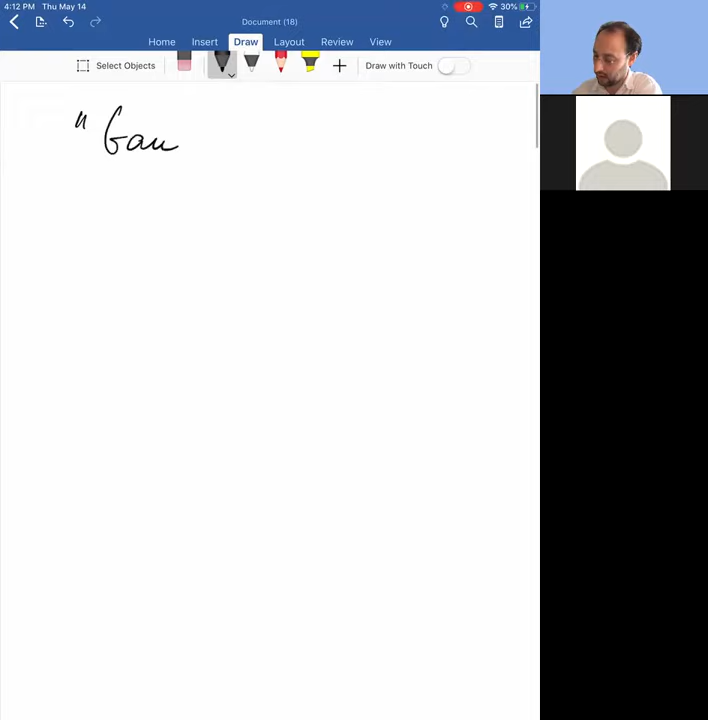 4:12 PM Thu May 14
30%
Document (18)
Home Insert Draw Layout Review View
Select Objects
Draw with Touch
" Gau